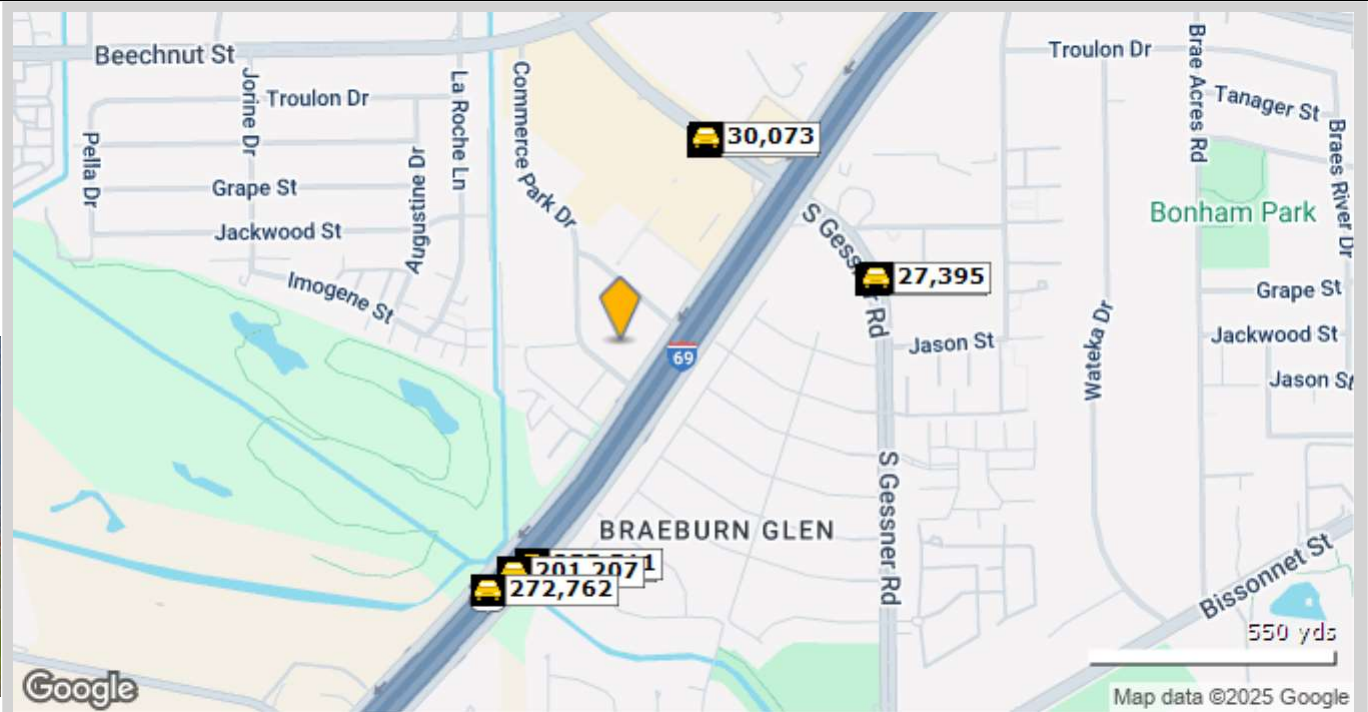 Beechnut St
Troulon Dr
Jorine Dr
La Roche Ln
Commerce Park Dr
Pella Dr
Augustine Dr
Grape St
Jackwood St
Imogene St
30,073
27,395
S Gessner Rd
Jason St
69
Troulon Dr
Brae Acres Rd
Tanager St
Braes River Dr
Bonham Park
Grape St
Jackwood St
Jason St
Wateka Dr
S Gessner Rd
BRAEBURN GLEN
201,207
272,762
Bissonnet St
550 yds
Google
Map data ©2025 Google